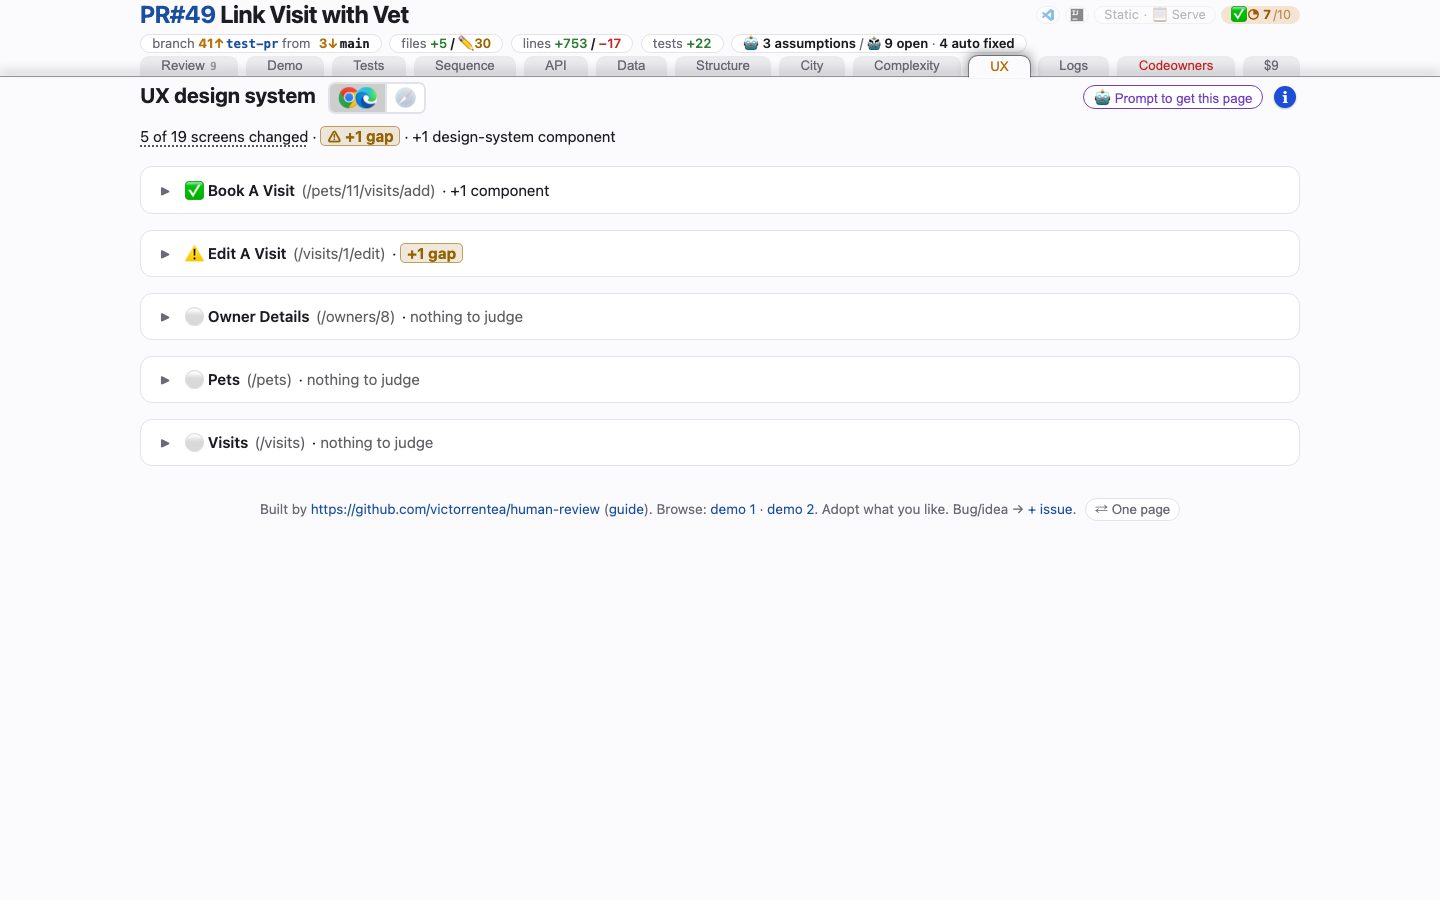 PR#49 Link Visit with Vet
Static · Serve
7/10
branch 41↑ test-pr from 3↓ main
files +5 / 30
lines +753 / −17
tests +22
3 assumptions / 9 open · 4 auto fixed
Review 9
Demo
Tests
Sequence
API
Data
Structure
City
Complexity
UX
Logs
Codeowners
$9
UX design system
Prompt to get this page
i
5 of 19 screens changed · ⚠ +1 gap · +1 design-system component
▶ Book A Visit (/pets/11/visits/add) · +1 component
▶ Edit A Visit (/visits/1/edit) · +1 gap
▶ Owner Details (/owners/8) · nothing to judge
▶ Pets (/pets) · nothing to judge
▶ Visits (/visits) · nothing to judge
Built by https://github.com/victorrentea/human-review (guide). Browse: demo 1 · demo 2. Adopt what you like. Bug/idea → + issue. ⇄ One page